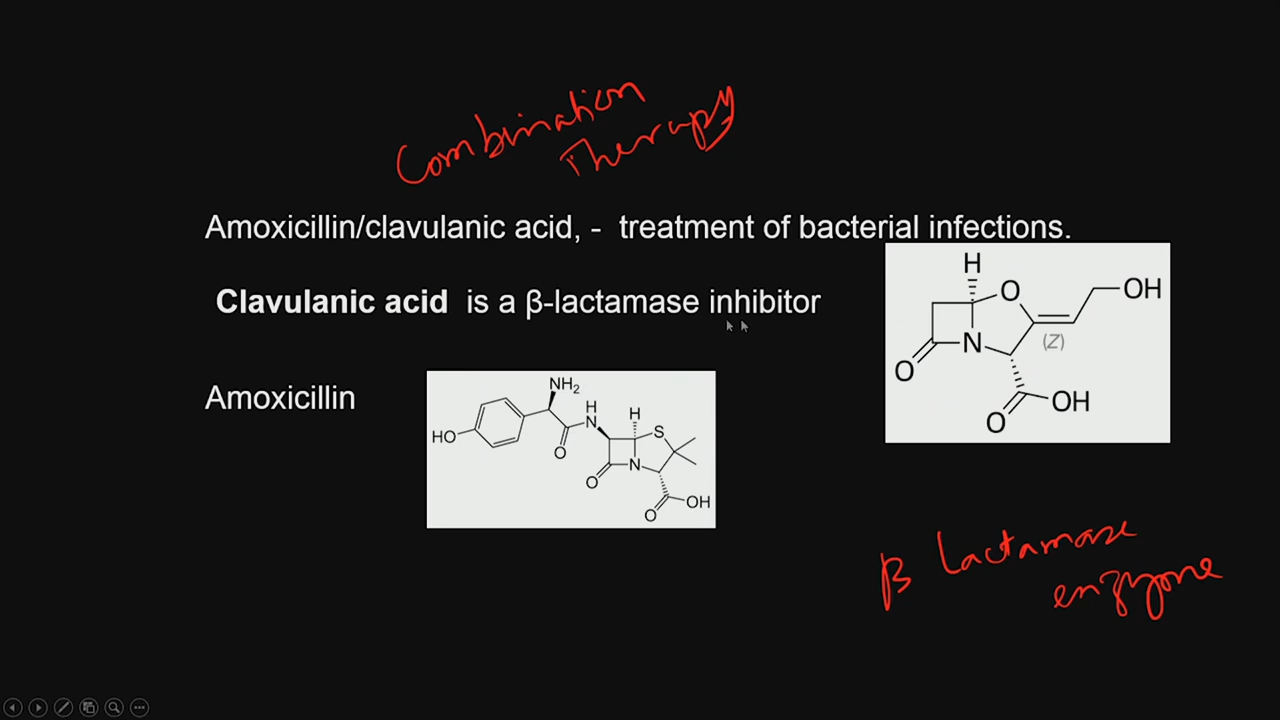 Combination
Therapy
Amoxicillin/clavulanic acid, - treatment of bacterial infections.
Clavulanic acid is a β-lactamase inhibitor
H
O
OH
N
(Z)
O
OH
O
Amoxicillin
NH2
H
N
H
S
HO
O
N
O
OH
O
β Lactamase
enzyme